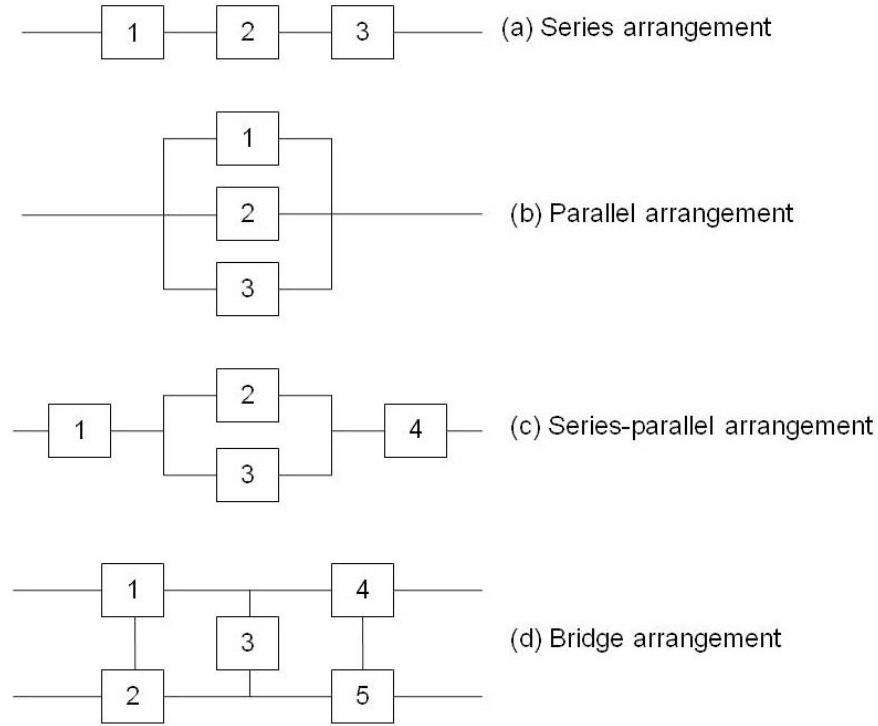 1 2 3 (a) Series arrangement
1
2 (b) Parallel arrangement
3
2
1 4 (c) Series-parallel arrangement
3
1 4
3 (d) Bridge arrangement
2 5